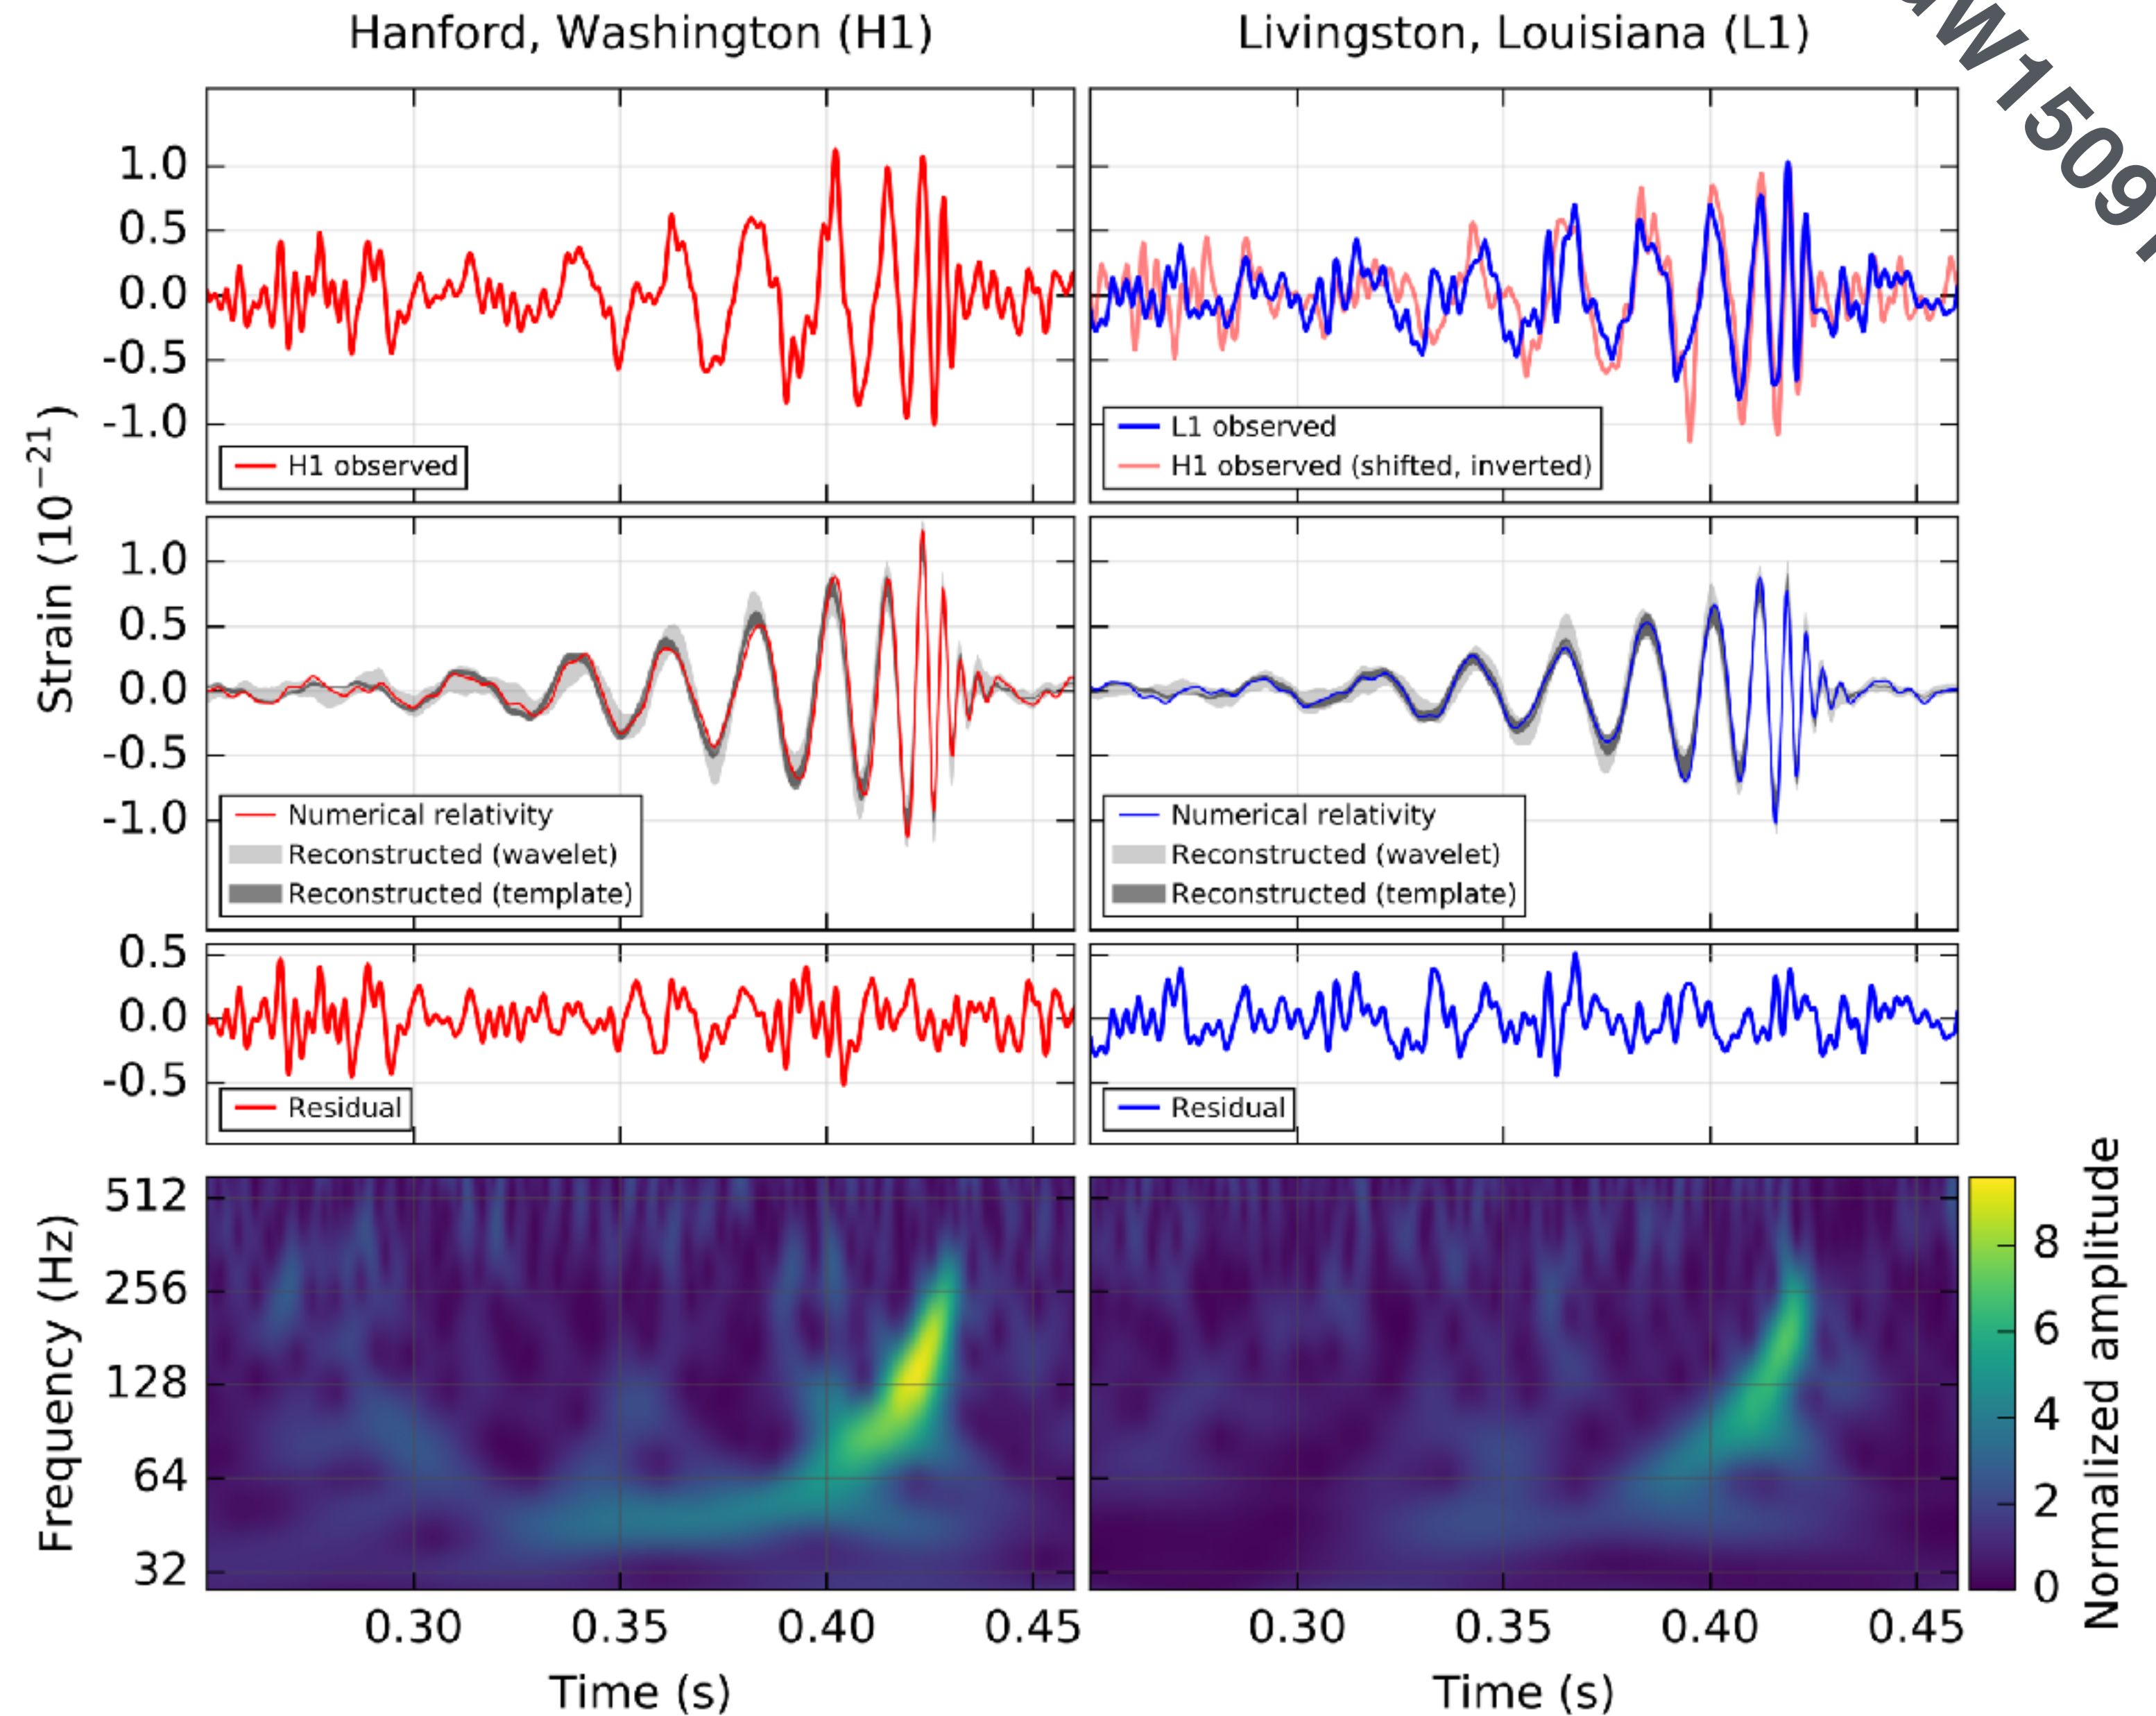 Hanford, Washington (H1)
Livingston, Louisiana (L1)
Strain (10⁻²¹)
1.0
0.5
0.0
-0.5
-1.0
H1 observed
L1 observed
H1 observed (shifted, inverted)
1.0
0.5
0.0
-0.5
-1.0
Numerical relativity
Reconstructed (wavelet)
Reconstructed (template)
Numerical relativity
Reconstructed (wavelet)
Reconstructed (template)
0.5
0.0
-0.5
Residual
Residual
Frequency (Hz)
512
256
128
64
32
Normalized amplitude
8
6
4
2
0
0.30 0.35 0.40 0.45
0.30 0.35 0.40 0.45
Time (s)
Time (s)